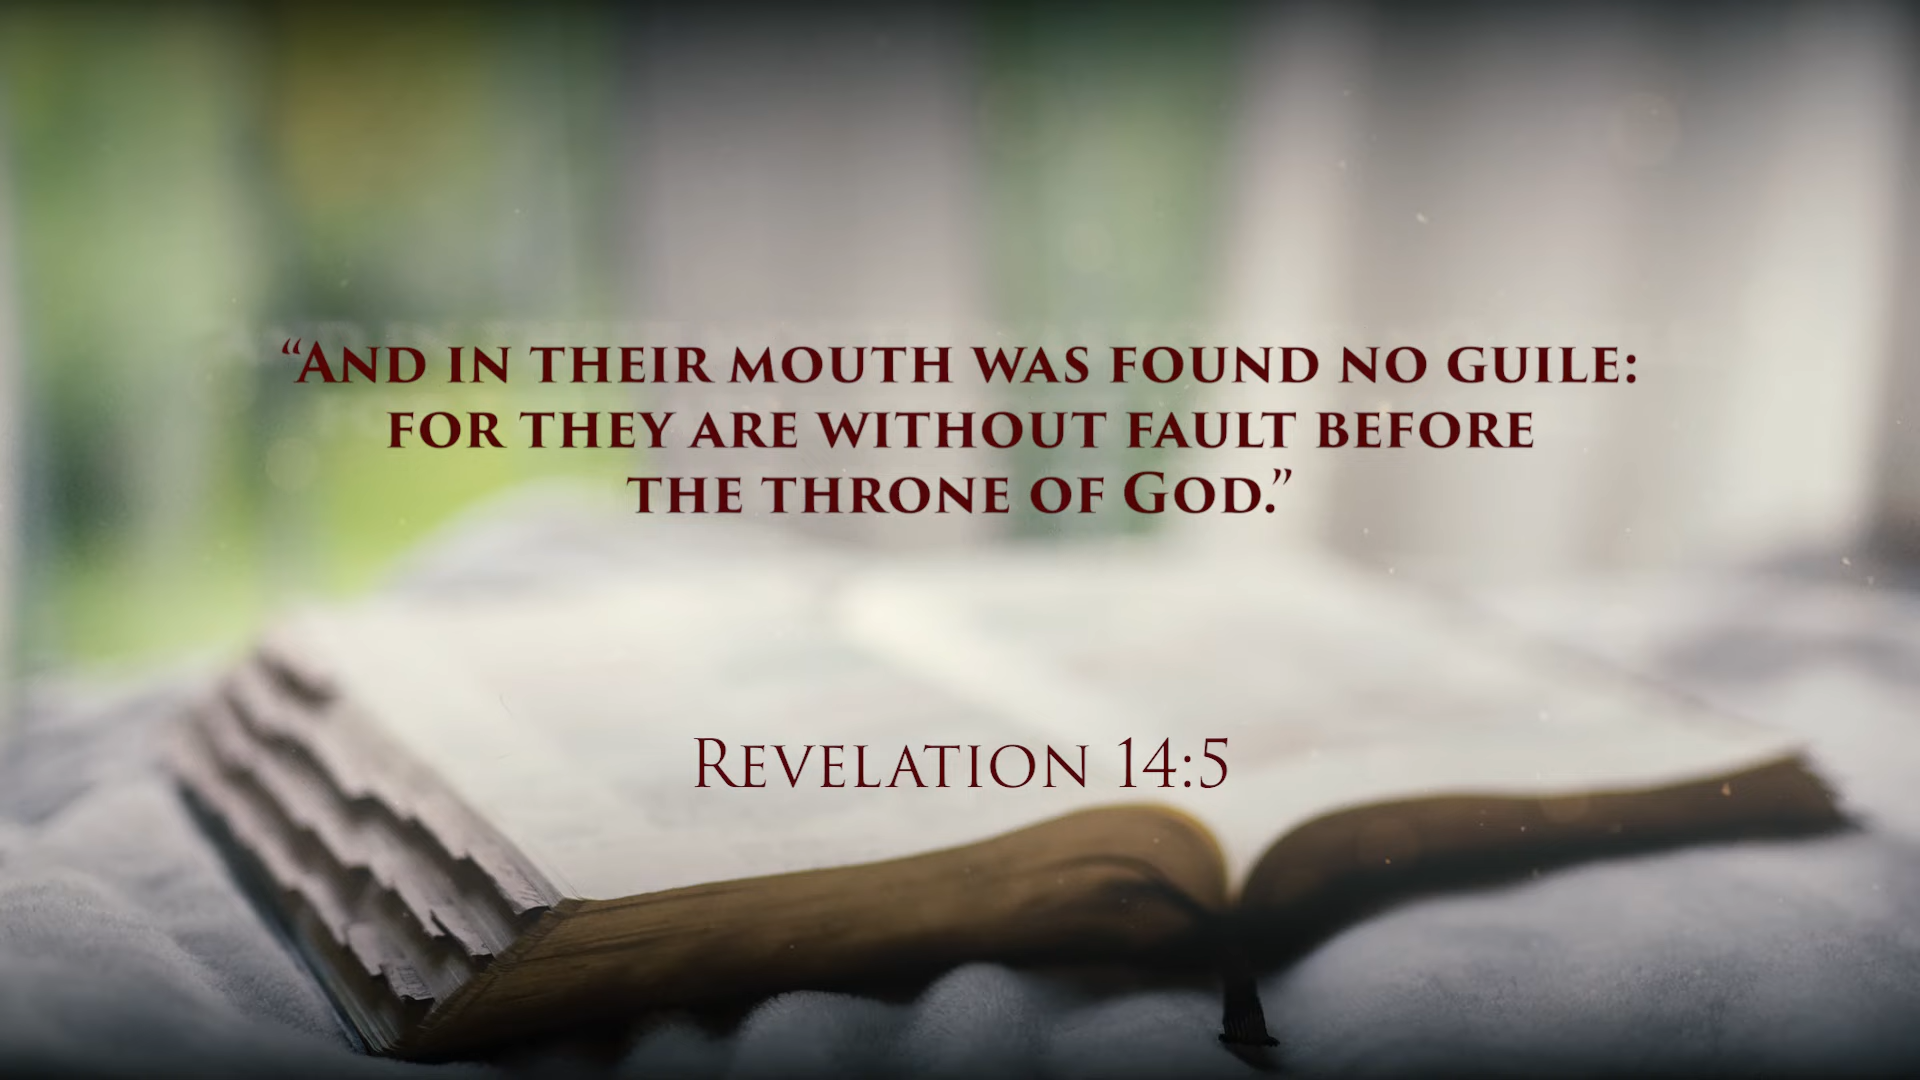 “And in their mouth was found no guile:
for they are without fault before
the throne of God.”
Revelation 14:5